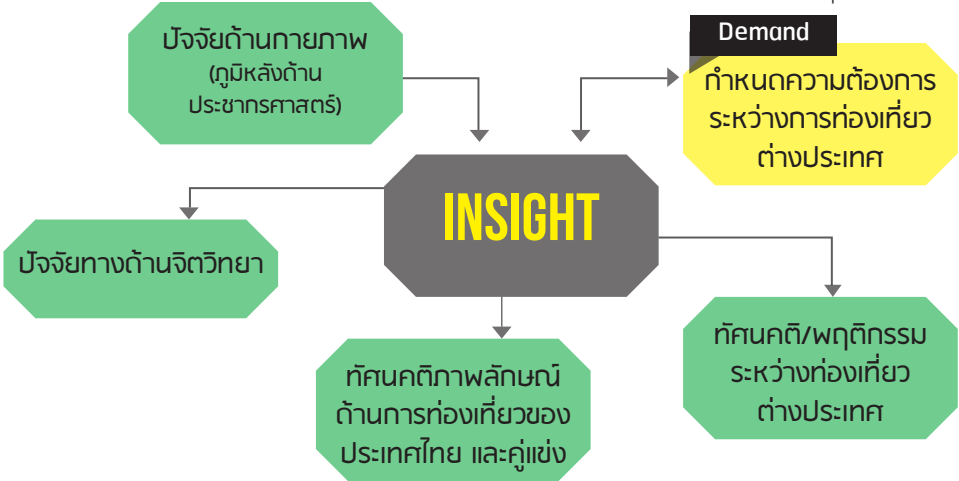 ปัจจัยด้านกายภาพ
(ภูมิหลังด้าน
ประชากรศาสตร์)
Demand
กำหนดความต้องการ
ระหว่างการท่องเที่ยว
ต่างประเทศ
INSIGHT
ปัจจัยทางด้านจิตวิทยา
ทัศนคติภาพลักษณ์
ด้านการท่องเที่ยวของ
ประเทศไทย และคู่แข่ง
ทัศนคติ/พฤติกรรม
ระหว่างท่องเที่ยว
ต่างประเทศ